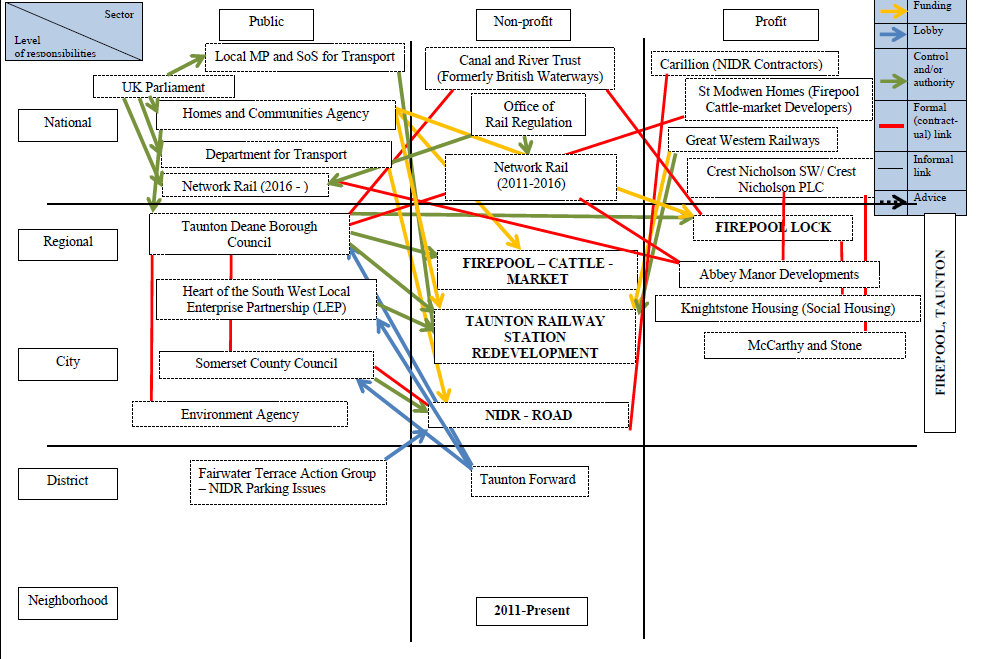 Sector
Level
of responsibilities
Public
Non-profit
Profit
Funding
Lobby
Control
and/or
authority
Formal
(contract-
ual) link
Informal
link
Advice
Local MP and SoS for Transport
UK Parliament
Canal and River Trust
(Formerly British Waterways)
Carillion (NIDR Contractors)
St Modwen Homes (Firepool
Cattle-market Developers)
National
Homes and Communities Agency
Office of
Rail Regulation
Great Western Railways
Department for Transport
Network Rail
(2011-2016)
Crest Nicholson SW/ Crest
Nicholson PLC
Network Rail (2016 - )
Regional
Taunton Deane Borough
Council
FIREPOOL LOCK
FIREPOOL – CATTLE -
MARKET
Abbey Manor Developments
Heart of the South West Local
Enterprise Partnership (LEP)
Knightstone Housing (Social Housing)
TAUNTON RAILWAY
STATION
REDEVELOPMENT
McCarthy and Stone
FIREPOOL, TAUNTON
City
Somerset County Council
Environment Agency
NIDR - ROAD
District
Fairwater Terrace Action Group
– NIDR Parking Issues
Taunton Forward
Neighborhood
2011-Present